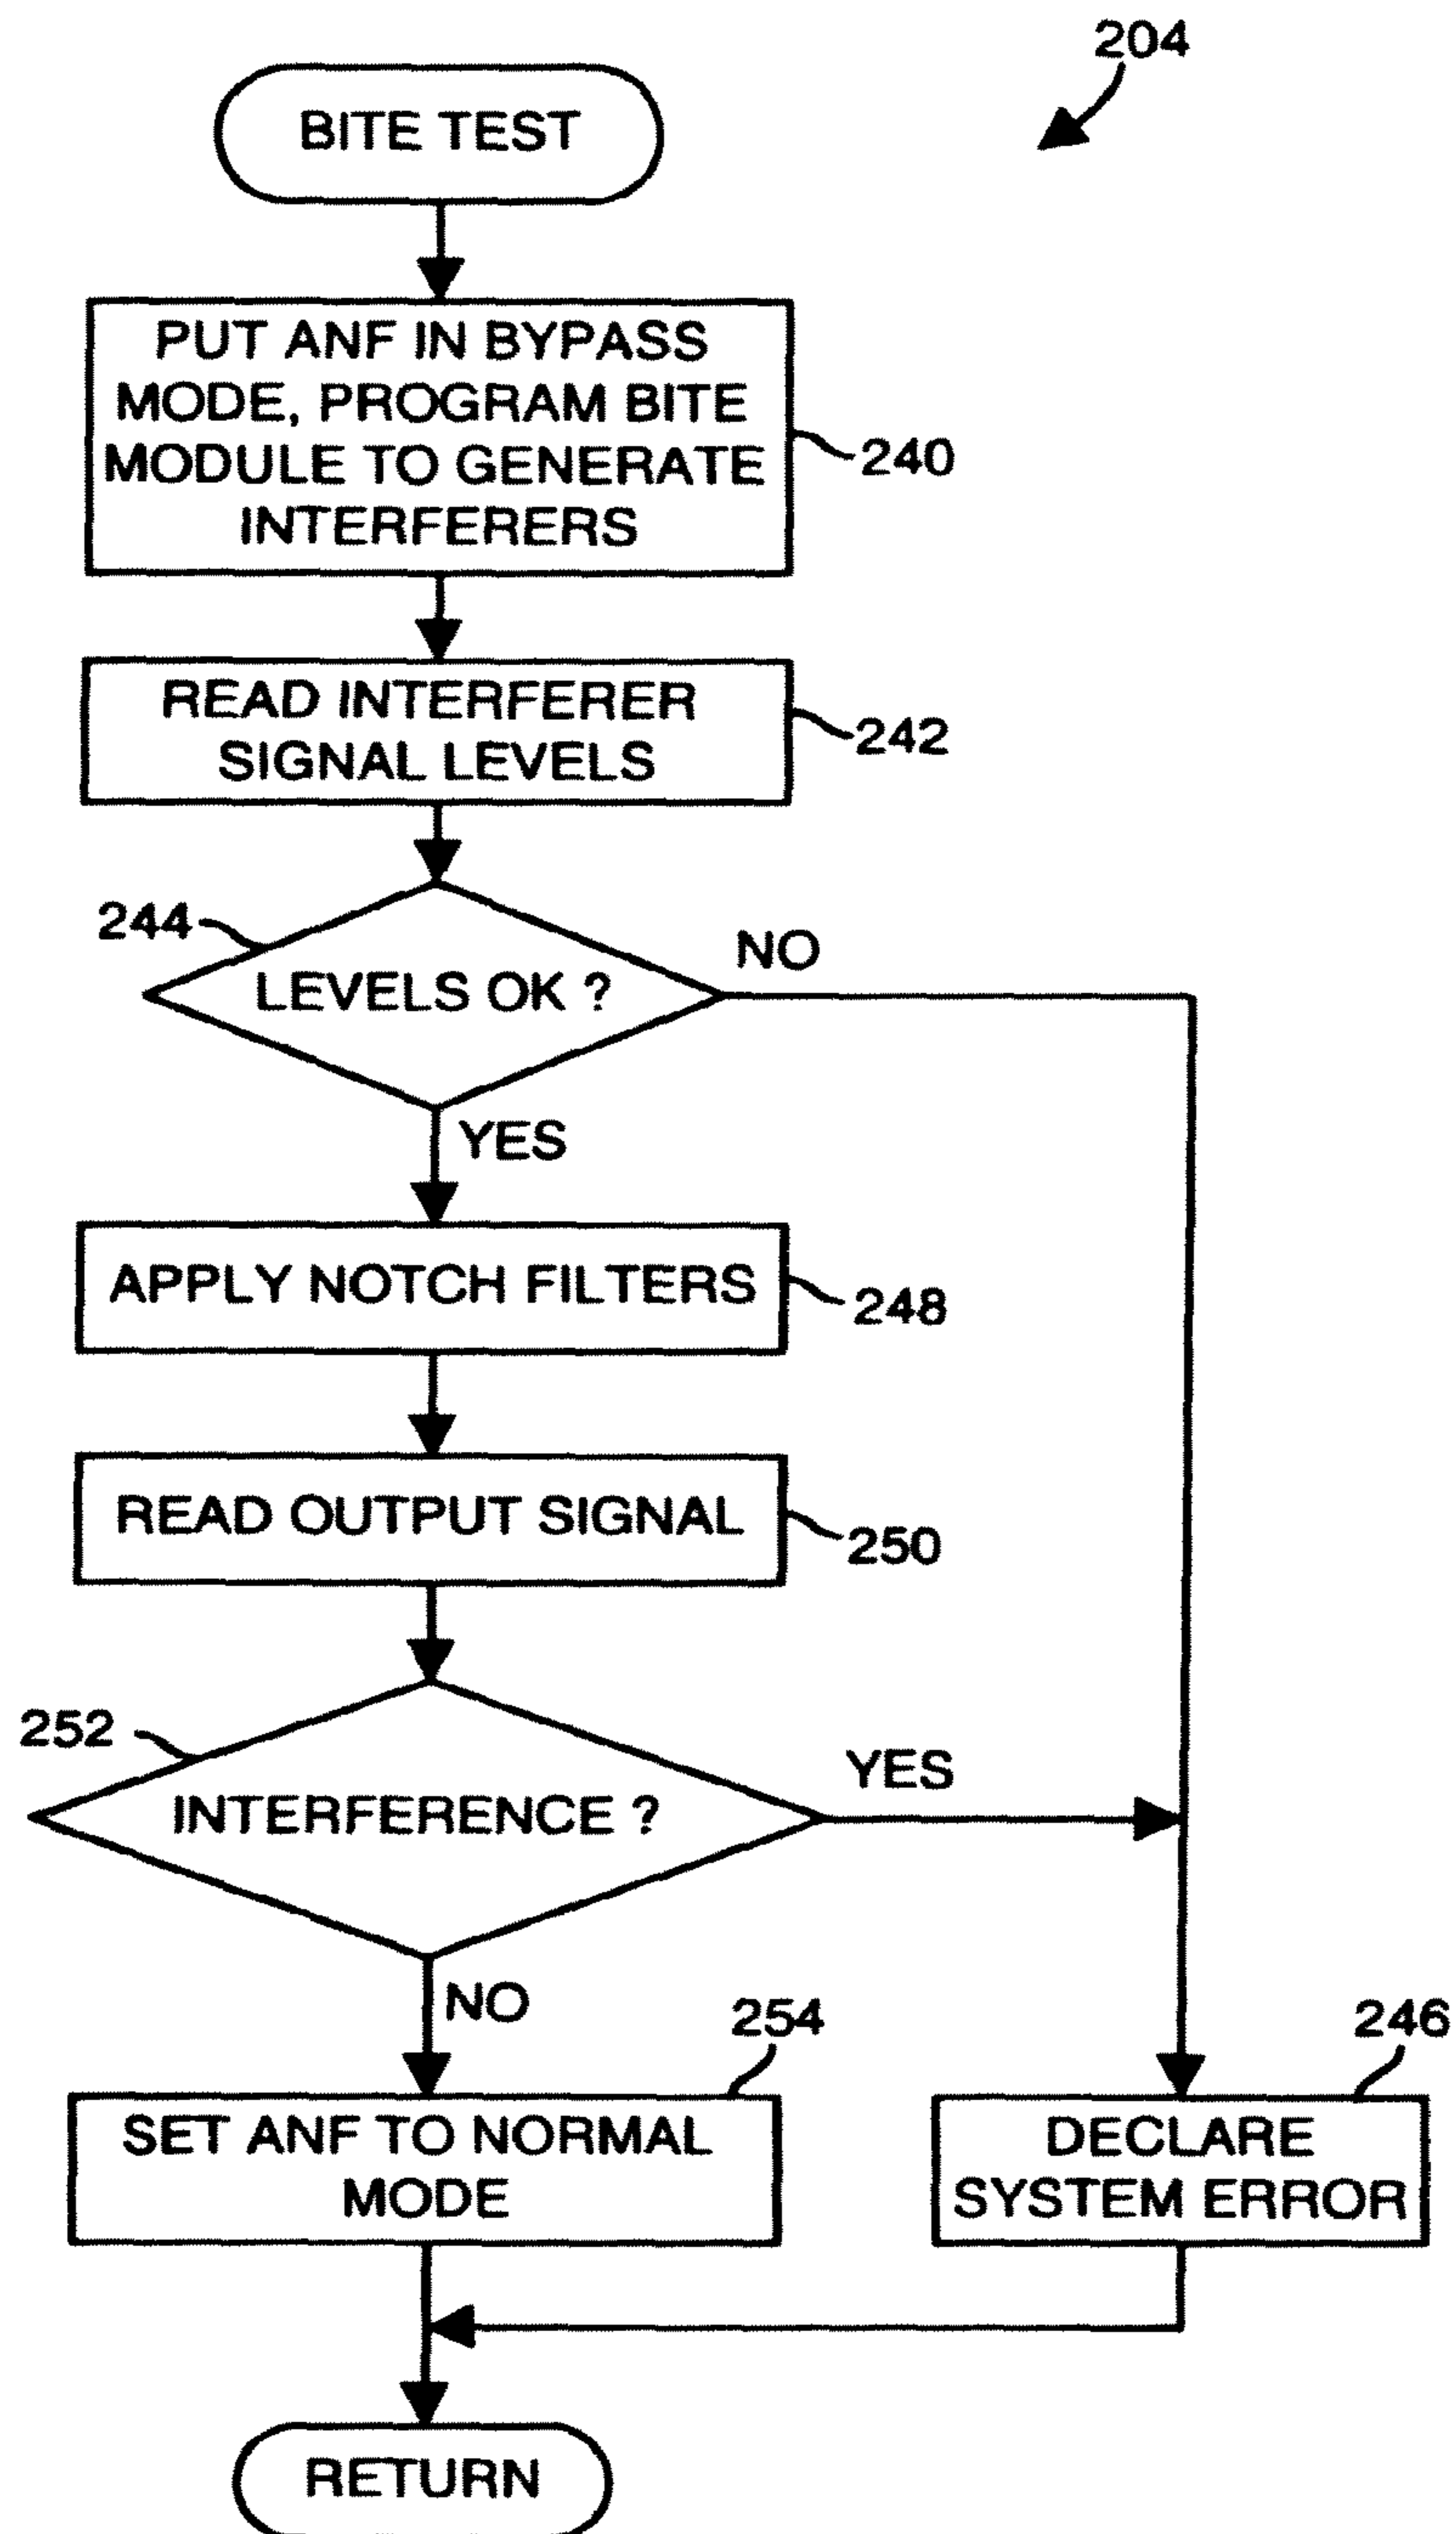 204
BITE TEST
PUT ANF IN BYPASS
MODE, PROGRAM BITE
MODULE TO GENERATE
INTERFERERS
240
READ INTERFERER
SIGNAL LEVELS
242
244
LEVELS OK ?
NO
YES
APPLY NOTCH FILTERS
248
READ OUTPUT SIGNAL
250
252
INTERFERENCE ?
YES
NO
254
246
SET ANF TO NORMAL
MODE
DECLARE
SYSTEM ERROR
RETURN